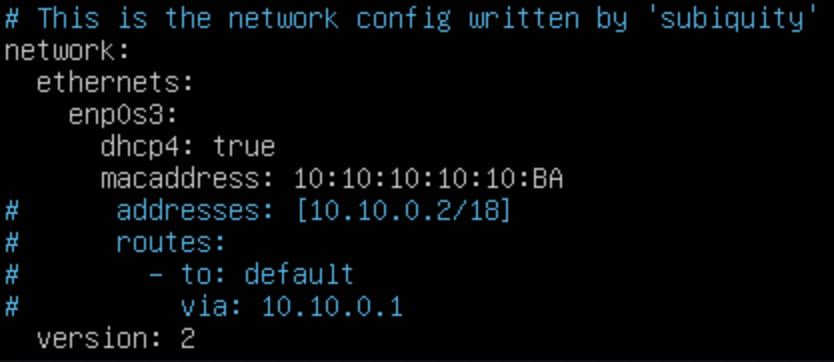 # This is the network config written by 'subiquity'
network:
  ethernets:
    enp0s3:
      dhcp4: true
      macaddress: 10:10:10:10:10:BA
#      addresses: [10.10.0.2/18]
#      routes:
#        - to: default
#          via: 10.10.0.1
  version: 2